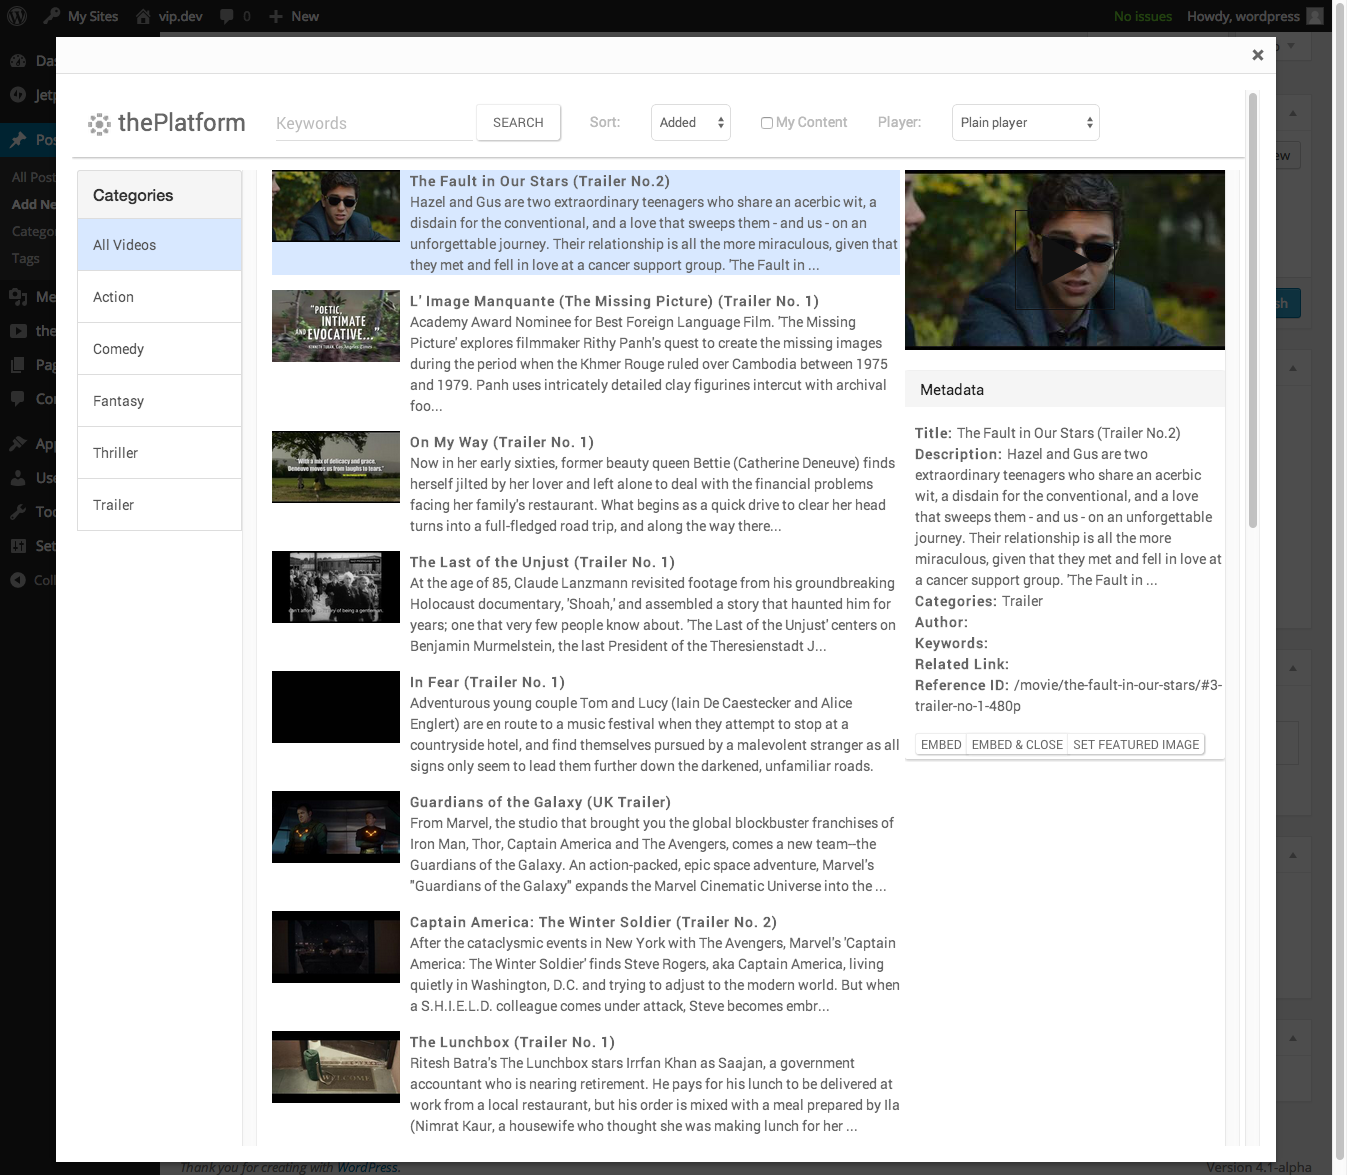 My Sites vip.dev 0 New No issues Howdy, wordpress
thePlatform Keywords SEARCH Sort: Added My Content Player: Plain player
Categories
All Videos
Action
Comedy
Fantasy
Thriller
Trailer
The Fault in Our Stars (Trailer No.2)
Hazel and Gus are two extraordinary teenagers who share an acerbic wit, a
disdain for the conventional, and a love that sweeps them - and us - on an
unforgettable journey. Their relationship is all the more miraculous, given that
they met and fell in love at a cancer support group. 'The Fault in ...
"POETIC,
INTIMATE
AND EVOCATIVE..."
L' Image Manquante (The Missing Picture) (Trailer No. 1)
Academy Award Nominee for Best Foreign Language Film. 'The Missing
Picture' explores filmmaker Rithy Panh's quest to create the missing images
during the period when the Khmer Rouge ruled over Cambodia between 1975
and 1979. Panh uses intricately detailed clay figurines intercut with archival
foo...
"With a mix of delicacy and grace,
Deneuve moves us from laughs to tears."
On My Way (Trailer No. 1)
Now in her early sixties, former beauty queen Bettie (Catherine Deneuve) finds
herself jilted by her lover and left alone to deal with the financial problems
facing her family's restaurant. What begins as a quick drive to clear her head
turns into a full-fledged road trip, and along the way there...
The Last of the Unjust (Trailer No. 1)
At the age of 85, Claude Lanzmann revisited footage from his groundbreaking
Holocaust documentary, 'Shoah,' and assembled a story that haunted him for
years; one that very few people know about. 'The Last of the Unjust' centers on
Benjamin Murmelstein, the last President of the Theresienstadt J...
In Fear (Trailer No. 1)
Adventurous young couple Tom and Lucy (Iain De Caestecker and Alice
Englert) are en route to a music festival when they attempt to stop at a
countryside hotel, and find themselves pursued by a malevolent stranger as all
signs only seem to lead them further down the darkened, unfamiliar roads.
Guardians of the Galaxy (UK Trailer)
From Marvel, the studio that brought you the global blockbuster franchises of
Iron Man, Thor, Captain America and The Avengers, comes a new team--the
Guardians of the Galaxy. An action-packed, epic space adventure, Marvel's
"Guardians of the Galaxy" expands the Marvel Cinematic Universe into the ...
Captain America: The Winter Soldier (Trailer No. 2)
After the cataclysmic events in New York with The Avengers, Marvel's 'Captain
America: The Winter Soldier' finds Steve Rogers, aka Captain America, living
quietly in Washington, D.C. and trying to adjust to the modern world. But when
a S.H.I.E.L.D. colleague comes under attack, Steve becomes embr...
WELCOME
The Lunchbox (Trailer No. 1)
Ritesh Batra's The Lunchbox stars Irrfan Khan as Saajan, a government
accountant who is nearing retirement. He pays for his lunch to be delivered at
work from a local restaurant, but his order is mixed with a meal prepared by Ila
(Nimrat Kaur, a housewife who thought she was making lunch for her ...
Metadata
Title: The Fault in Our Stars (Trailer No.2)
Description: Hazel and Gus are two
extraordinary teenagers who share an acerbic
wit, a disdain for the conventional, and a love
that sweeps them - and us - on an unforgettable
journey. Their relationship is all the more
miraculous, given that they met and fell in love at
a cancer support group. 'The Fault in ...
Categories: Trailer
Author:
Keywords:
Related Link:
Reference ID: /movie/the-fault-in-our-stars/#3-
trailer-no-1-480p
EMBED EMBED & CLOSE SET FEATURED IMAGE
Das
Jetp
Pos
All Post
Add Ne
Categor
Tags
Me
the
Pag
Co
App
Use
Too
Set
Coll
Thank you for creating with WordPress. Version 4.1-alpha